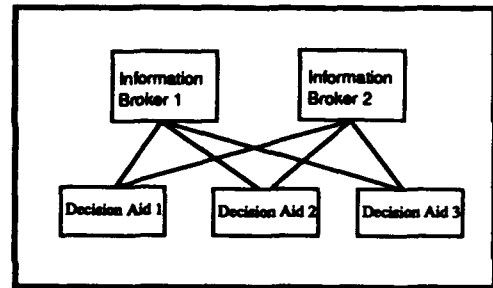 Information
Broker 1
Information
Broker 2
Decision Aid 1
Decision Aid 2
Decision Aid 3